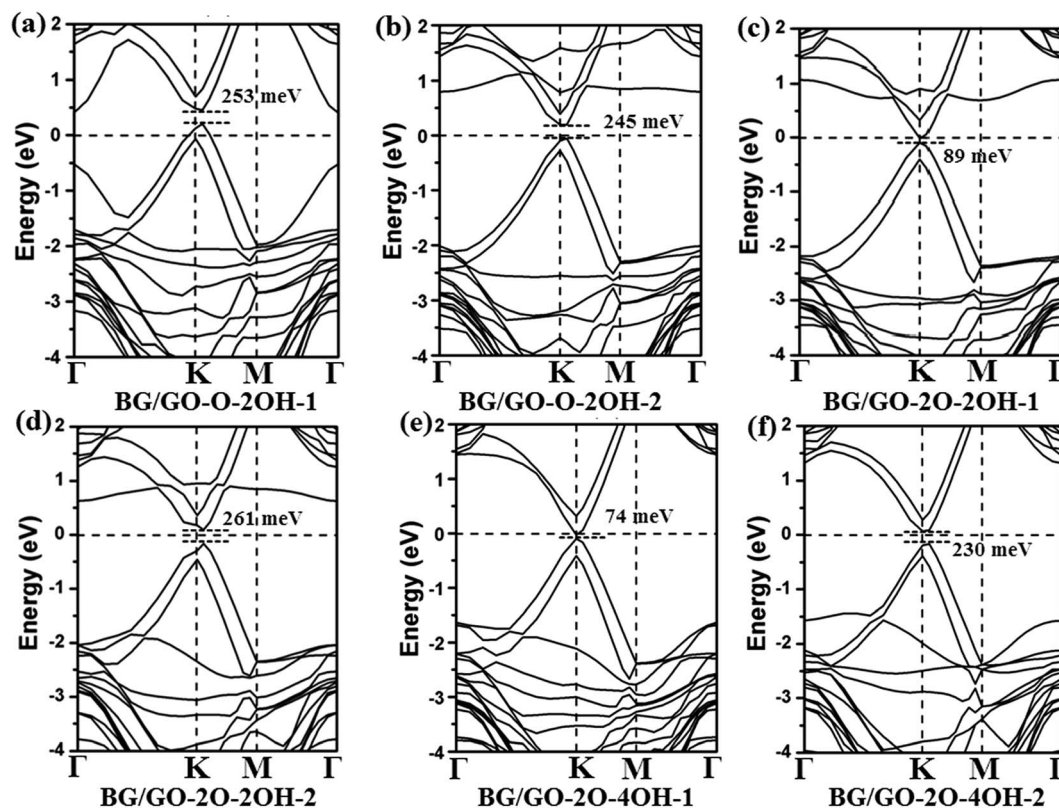 (a)
2
1
0
-1
-2
-3
-4
Energy (eV)
253 meV
Γ K M Γ
BG/GO-O-2OH-1
(b)
2
1
0
-1
-2
-3
-4
Energy (eV)
245 meV
Γ K M Γ
BG/GO-O-2OH-2
(c)
2
1
0
-1
-2
-3
-4
Energy (eV)
89 meV
Γ K M Γ
BG/GO-2O-2OH-1
(d)
2
1
0
-1
-2
-3
-4
Energy (eV)
261 meV
Γ K M Γ
BG/GO-2O-2OH-2
(e)
2
1
0
-1
-2
-3
-4
Energy (eV)
74 meV
Γ K M Γ
BG/GO-2O-4OH-1
(f)
2
1
0
-1
-2
-3
-4
Energy (eV)
230 meV
Γ K M Γ
BG/GO-2O-4OH-2